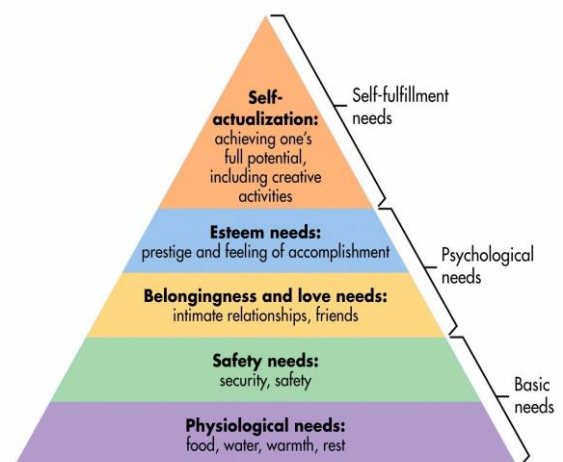 Self-
actualization:
achieving one's
full potential,
including creative
activities
Self-fulfillment
needs
Esteem needs:
prestige and feeling of accomplishment
Belongingness and love needs:
intimate relationships, friends
Psychological
needs
Safety needs:
security, safety
Physiological needs:
food, water, warmth, rest
Basic
needs